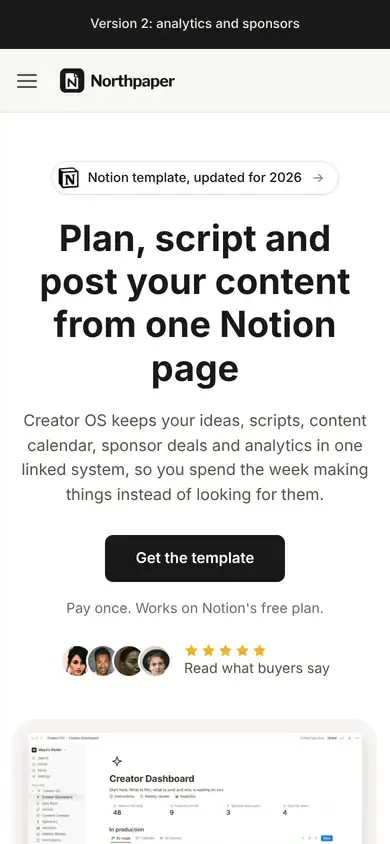 Version 2: analytics and sponsors
Northpaper
Notion template, updated for 2026 →
Plan, script and
post your content
from one Notion
page
Creator OS keeps your ideas, scripts, content
calendar, sponsor deals and analytics in one
linked system, so you spend the week making
things instead of looking for them.
Get the template
Pay once. Works on Notion's free plan.
Read what buyers say
Creator Dashboard
48
9
3
4
In production